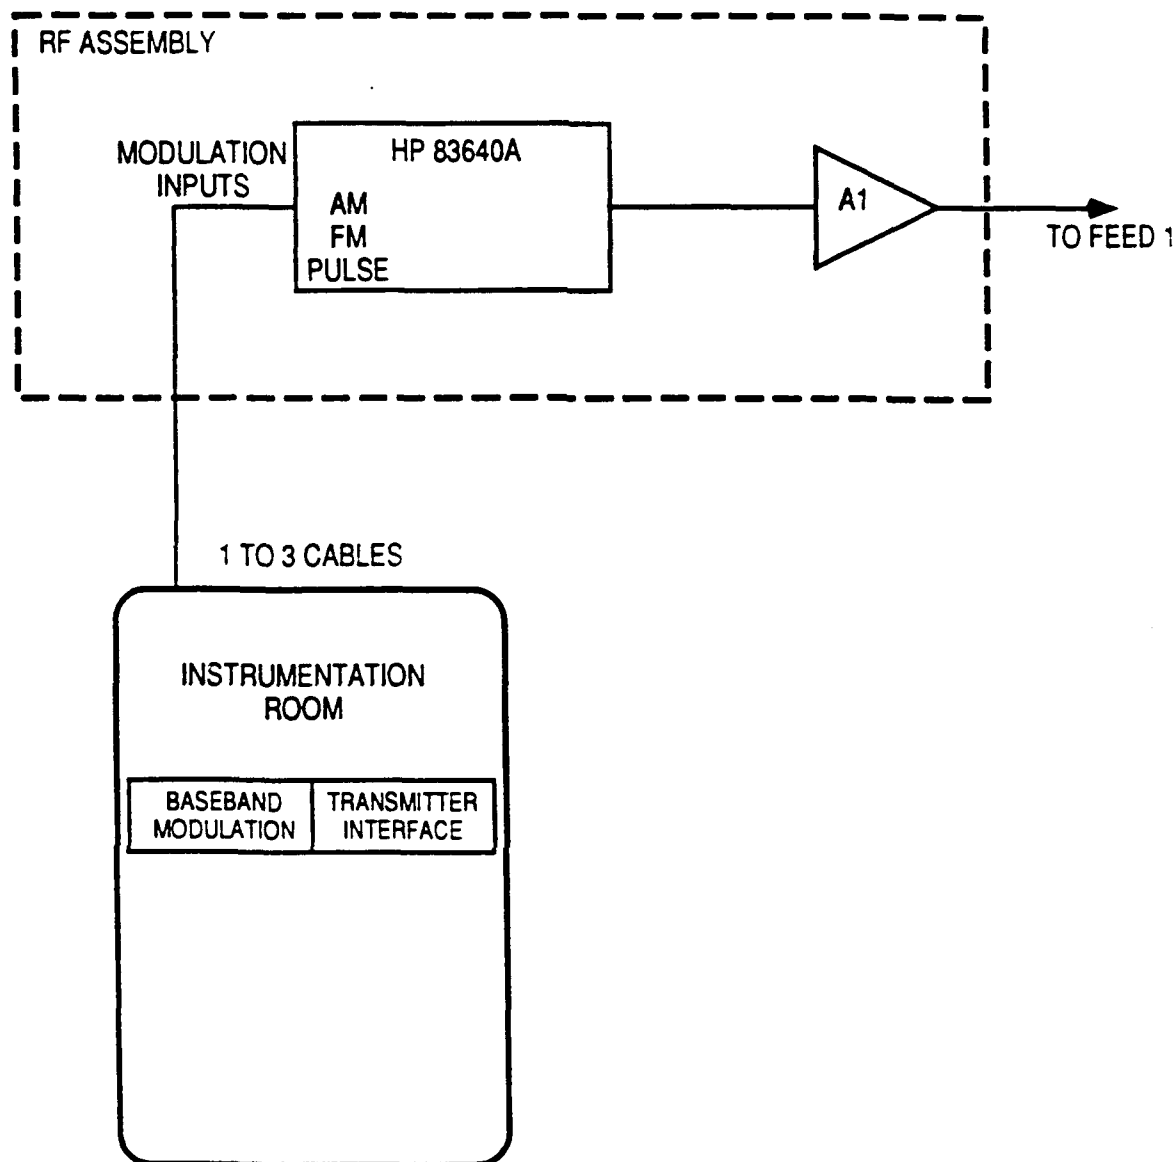 RF ASSEMBLY
MODULATION
INPUTS
HP 83640A
AM
FM
PULSE
A1
TO FEED 1
1 TO 3 CABLES
INSTRUMENTATION
ROOM
BASEBAND
MODULATION
TRANSMITTER
INTERFACE